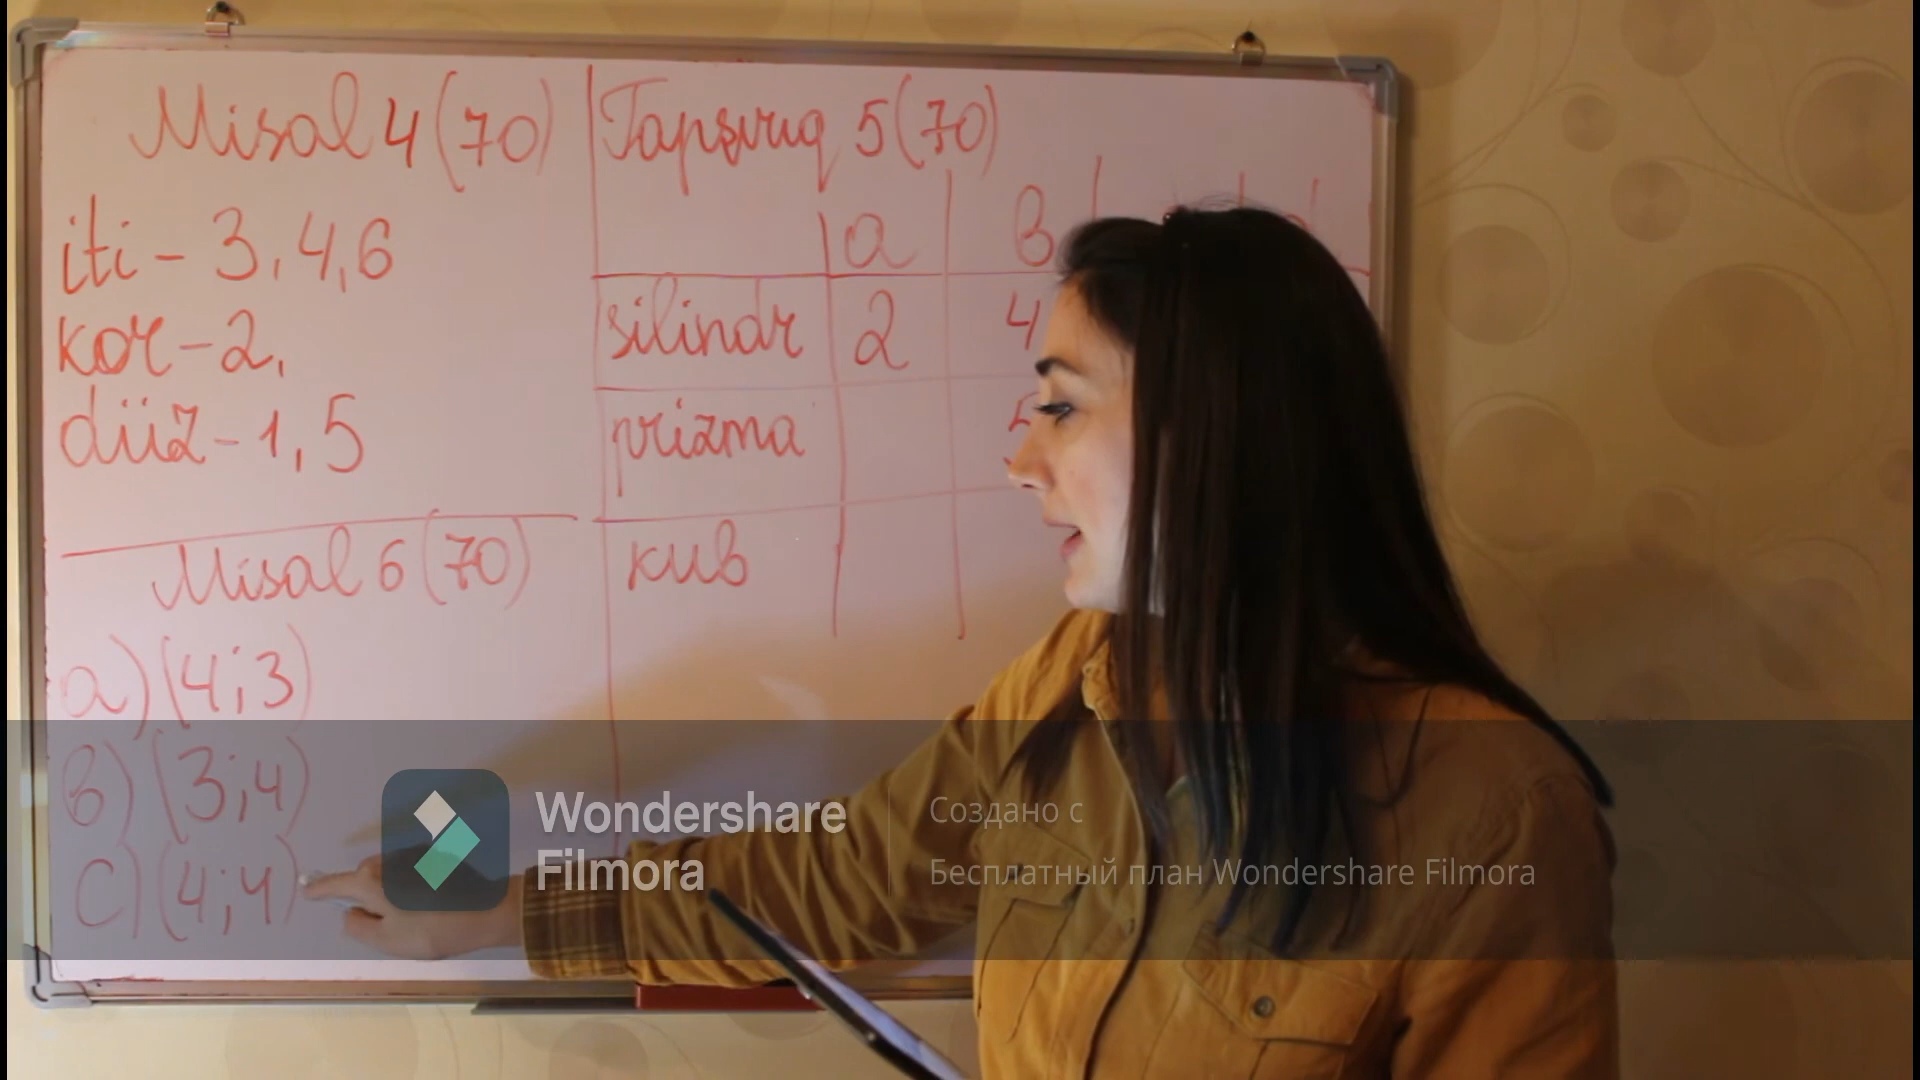 Misal 4 (70)
iti - 3, 4, 6
kor - 2,
düz - 1, 5
Misal 6 (70)
a) (4; 3)
b) (3; 4)
c) (4; 4)
Tapşırıq 5 (70)
a b
silindr 2 4
prizma 5
kub
Wondershare
Filmora
Создано с
Бесплатный план Wondershare Filmora